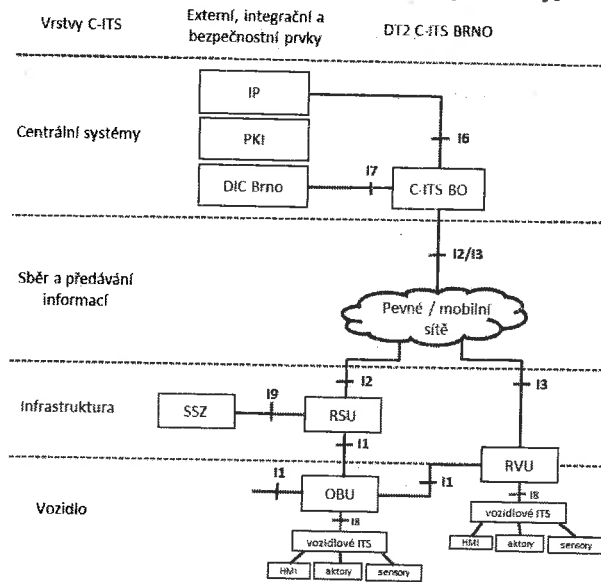 Vrstvy C-ITS
Externí, integrační a
bezpečnostní prvky
DT2 C-ITS BRNO
IP
I6
Centrální systémy
PKI
I7
DIC Brno
C-ITS BO
I2/I3
Sběr a předávání
informací
Pevné / mobilní
sítě
I2
I3
Infrastruktura
SSZ
I9
RSU
I1
RVU
I1
I1
I8
Vozidlo
OBU
vozidlové ITS
I8
HMI
aktory
sensory
vozidlové ITS
HMI
aktory
sensory